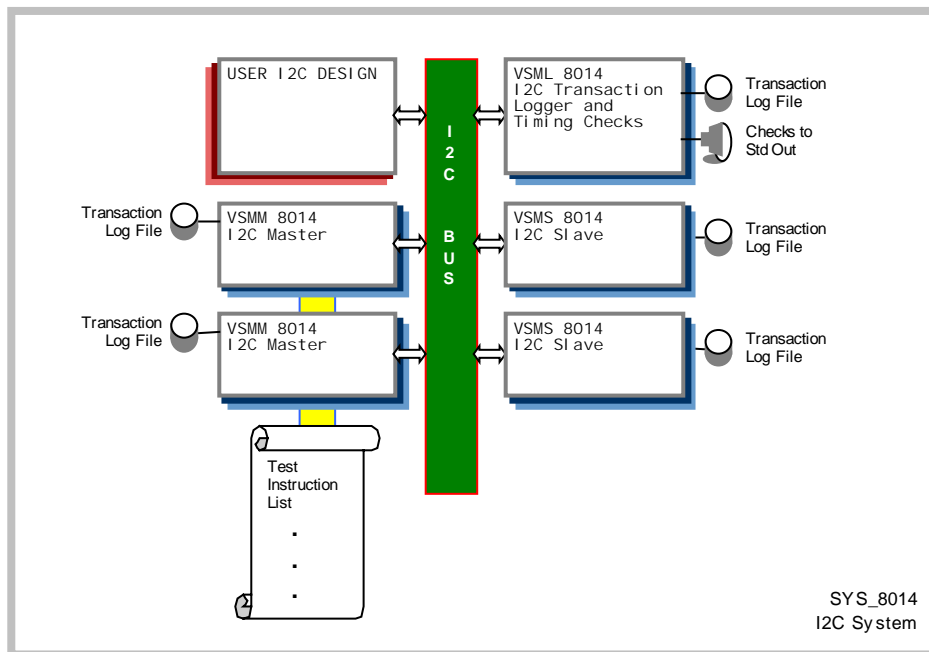 USER I2C DESIGN
VSML 8014
I2C Transaction
Logger and
Timing Checks
Transaction
Log File
Checks to
Std Out
I
2
C
B
U
S
Transaction
Log File
VSMM 8014
I2C Master
VSMS 8014
I2C Slave
Transaction
Log File
Transaction
Log File
VSMM 8014
I2C Master
VSMS 8014
I2C Slave
Transaction
Log File
Test
Instruction
List
.
.
.
SYS_8014
I2C System